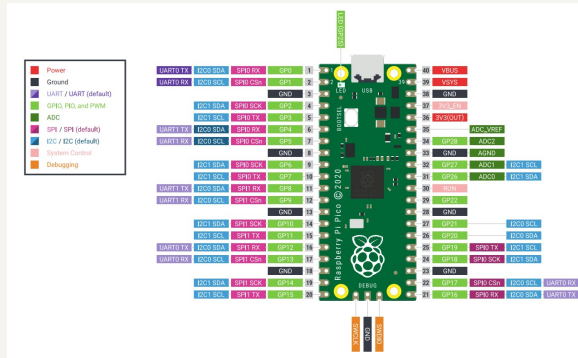 LED (GP25)
Power
Ground
UART / UART (default)
GPIO, PIO, and PWM
ADC
SPI / SPI (default)
I2C / I2C (default)
System Control
Debugging
LED USB
BOOTSEL
Raspberry Pi Pico © 2020
DEBUG
UART0 TX I2C0 SDA SPI0 RX GP0 1
UART0 RX I2C0 SCL SPI0 CSn GP1 2
GND 3
I2C1 SDA SPI0 SCK GP2 4
I2C1 SCL SPI0 TX GP3 5
UART1 TX I2C0 SDA SPI0 RX GP4 6
UART1 RX I2C0 SCL SPI0 CSn GP5 7
GND 8
I2C1 SDA SPI0 SCK GP6 9
I2C1 SCL SPI0 TX GP7 10
UART1 TX I2C0 SDA SPI1 RX GP8 11
UART1 RX I2C0 SCL SPI1 CSn GP9 12
GND 13
I2C1 SDA SPI1 SCK GP10 14
I2C1 SCL SPI1 TX GP11 15
UART0 TX I2C0 SDA SPI1 RX GP12 16
UART0 RX I2C0 SCL SPI1 CSn GP13 17
GND 18
I2C1 SDA SPI1 SCK GP14 19
I2C1 SCL SPI1 TX GP15 20
40 VBUS
39 VSYS
38 GND
37 3V3_EN
36 3V3(OUT)
35 ADC_VREF
34 GP28 ADC2
33 GND AGND
32 GP27 ADC1 I2C1 SCL
31 GP26 ADC0 I2C1 SDA
30 RUN
29 GP22
28 GND
27 GP21 I2C0 SCL
26 GP20 I2C0 SDA
25 GP19 SPI0 TX I2C1 SCL
24 GP18 SPI0 SCK I2C1 SDA
23 GND
22 GP17 SPI0 CSn I2C0 SCL UART0 RX
21 GP16 SPI0 RX I2C0 SDA UART0 TX
SWCLK
GND
SWDIO